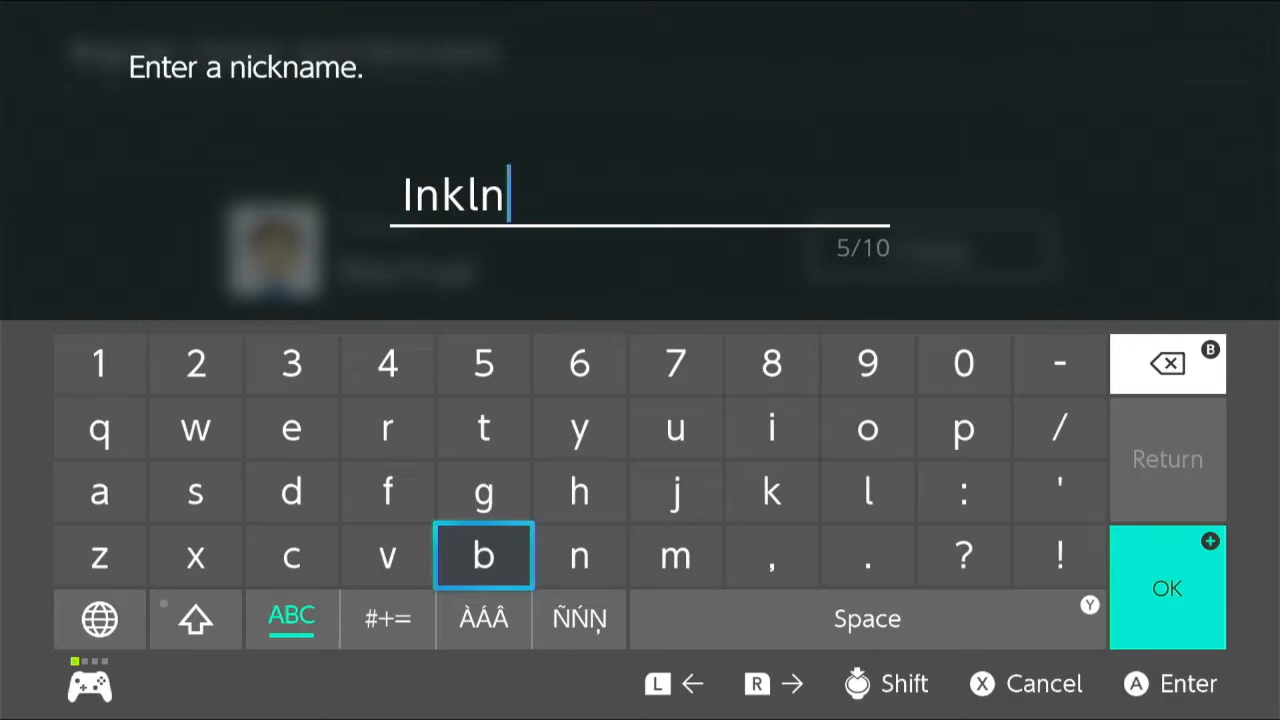 Enter a nickname.
Inkln
5/10
1 2 3 4 5 6 7 8 9 0 -
B
q w e r t y u i o p /
Return
a s d f g h j k l : '
z x c v b n m , . ? !
+
OK
ABC #+= ÀÁÂ ÑŃŅ Space Y
L ← R → Shift X Cancel A Enter